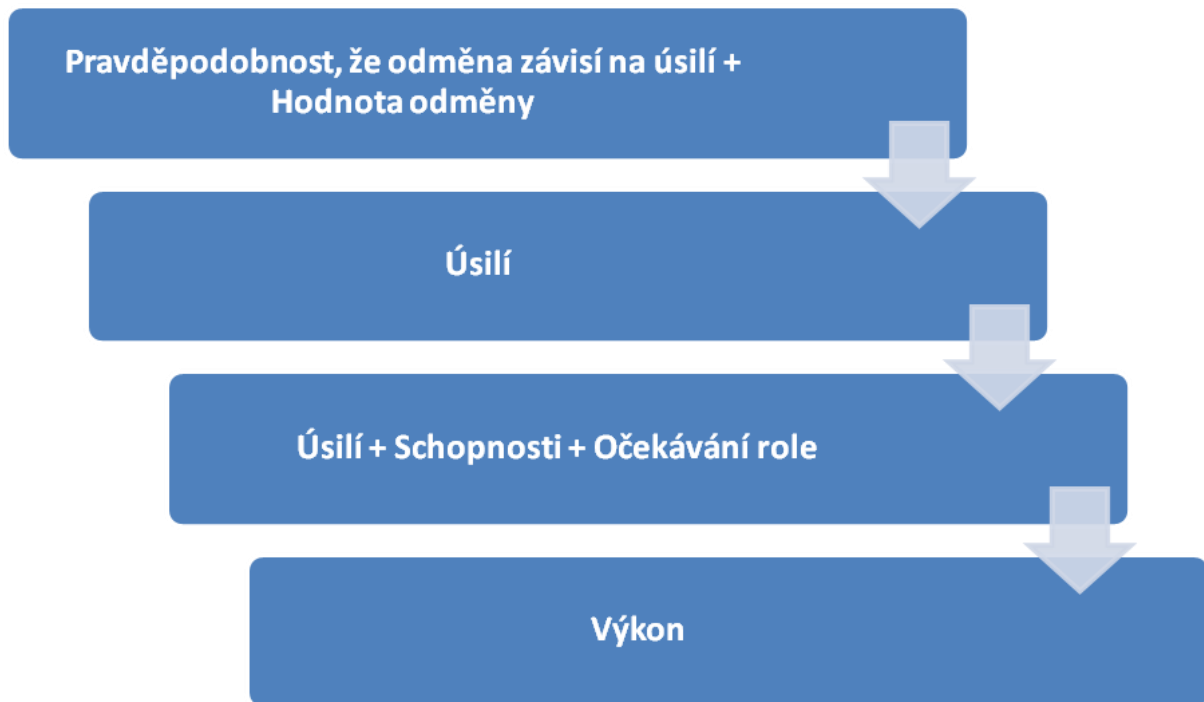 Pravděpodobnost, že odměna závisí na úsilí +
Hodnota odměny
Úsilí
Úsilí + Schopnosti + Očekávání role
Výkon